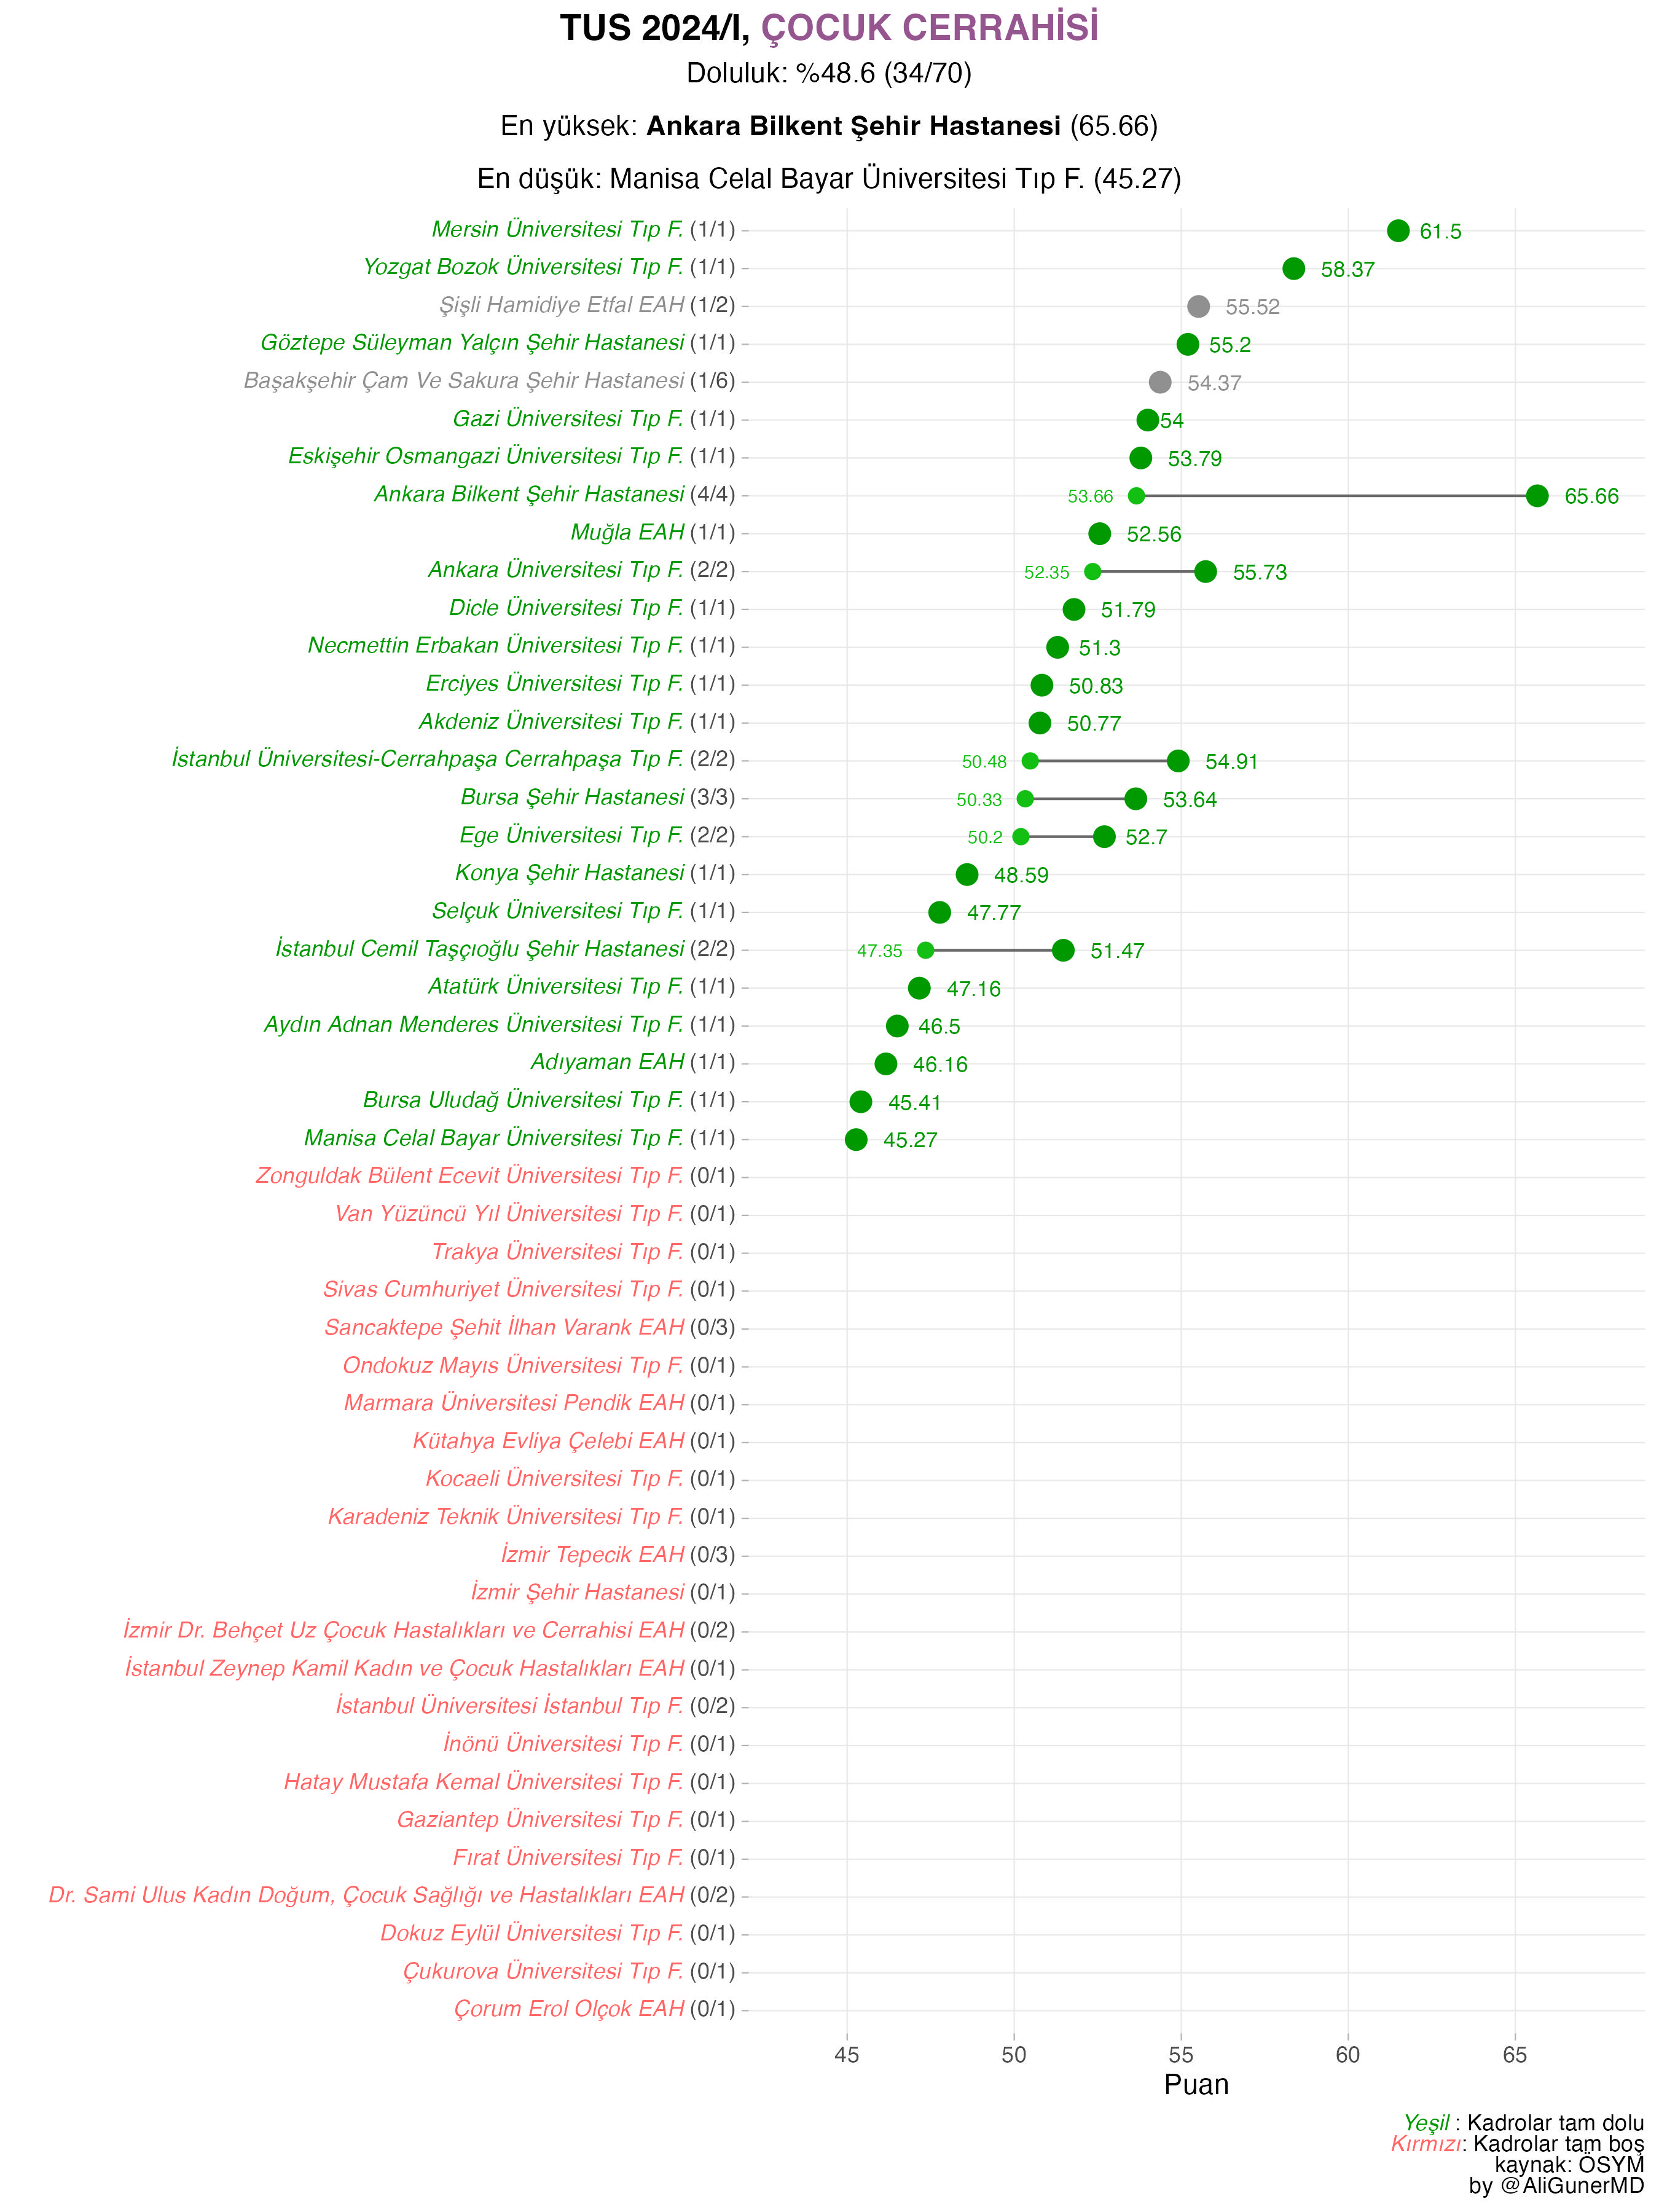 TUS 2024/I, ÇOCUK CERRAHİSİ
Doluluk: %48.6 (34/70)
En yüksek: Ankara Bilkent Şehir Hastanesi (65.66)
En düşük: Manisa Celal Bayar Üniversitesi Tıp F. (45.27)
Mersin Üniversitesi Tıp F. (1/1) 61.5
Yozgat Bozok Üniversitesi Tıp F. (1/1) 58.37
Şişli Hamidiye Etfal EAH (1/2) 55.52
Göztepe Süleyman Yalçın Şehir Hastanesi (1/1) 55.2
Başakşehir Çam Ve Sakura Şehir Hastanesi (1/6) 54.37
Gazi Üniversitesi Tıp F. (1/1) 54
Eskişehir Osmangazi Üniversitesi Tıp F. (1/1) 53.79
Ankara Bilkent Şehir Hastanesi (4/4) 53.66 65.66
Muğla EAH (1/1) 52.56
Ankara Üniversitesi Tıp F. (2/2) 52.35 55.73
Dicle Üniversitesi Tıp F. (1/1) 51.79
Necmettin Erbakan Üniversitesi Tıp F. (1/1) 51.3
Erciyes Üniversitesi Tıp F. (1/1) 50.83
Akdeniz Üniversitesi Tıp F. (1/1) 50.77
İstanbul Üniversitesi-Cerrahpaşa Cerrahpaşa Tıp F. (2/2) 50.48 54.91
Bursa Şehir Hastanesi (3/3) 50.33 53.64
Ege Üniversitesi Tıp F. (2/2) 50.2 52.7
Konya Şehir Hastanesi (1/1) 48.59
Selçuk Üniversitesi Tıp F. (1/1) 47.77
İstanbul Cemil Taşçıoğlu Şehir Hastanesi (2/2) 47.35 51.47
Atatürk Üniversitesi Tıp F. (1/1) 47.16
Aydın Adnan Menderes Üniversitesi Tıp F. (1/1) 46.5
Adıyaman EAH (1/1) 46.16
Bursa Uludağ Üniversitesi Tıp F. (1/1) 45.41
Manisa Celal Bayar Üniversitesi Tıp F. (1/1) 45.27
Zonguldak Bülent Ecevit Üniversitesi Tıp F. (0/1)
Van Yüzüncü Yıl Üniversitesi Tıp F. (0/1)
Trakya Üniversitesi Tıp F. (0/1)
Sivas Cumhuriyet Üniversitesi Tıp F. (0/1)
Sancaktepe Şehit İlhan Varank EAH (0/3)
Ondokuz Mayıs Üniversitesi Tıp F. (0/1)
Marmara Üniversitesi Pendik EAH (0/1)
Kütahya Evliya Çelebi EAH (0/1)
Kocaeli Üniversitesi Tıp F. (0/1)
Karadeniz Teknik Üniversitesi Tıp F. (0/1)
İzmir Tepecik EAH (0/3)
İzmir Şehir Hastanesi (0/1)
İzmir Dr. Behçet Uz Çocuk Hastalıkları ve Cerrahisi EAH (0/2)
İstanbul Zeynep Kamil Kadın ve Çocuk Hastalıkları EAH (0/1)
İstanbul Üniversitesi İstanbul Tıp F. (0/2)
İnönü Üniversitesi Tıp F. (0/1)
Hatay Mustafa Kemal Üniversitesi Tıp F. (0/1)
Gaziantep Üniversitesi Tıp F. (0/1)
Fırat Üniversitesi Tıp F. (0/1)
Dr. Sami Ulus Kadın Doğum, Çocuk Sağlığı ve Hastalıkları EAH (0/2)
Dokuz Eylül Üniversitesi Tıp F. (0/1)
Çukurova Üniversitesi Tıp F. (0/1)
Çorum Erol Olçok EAH (0/1)
45 50 55 60 65
Puan
Yeşil : Kadrolar tam dolu
Kırmızı: Kadrolar tam boş
kaynak: ÖSYM
by @AliGunerMD